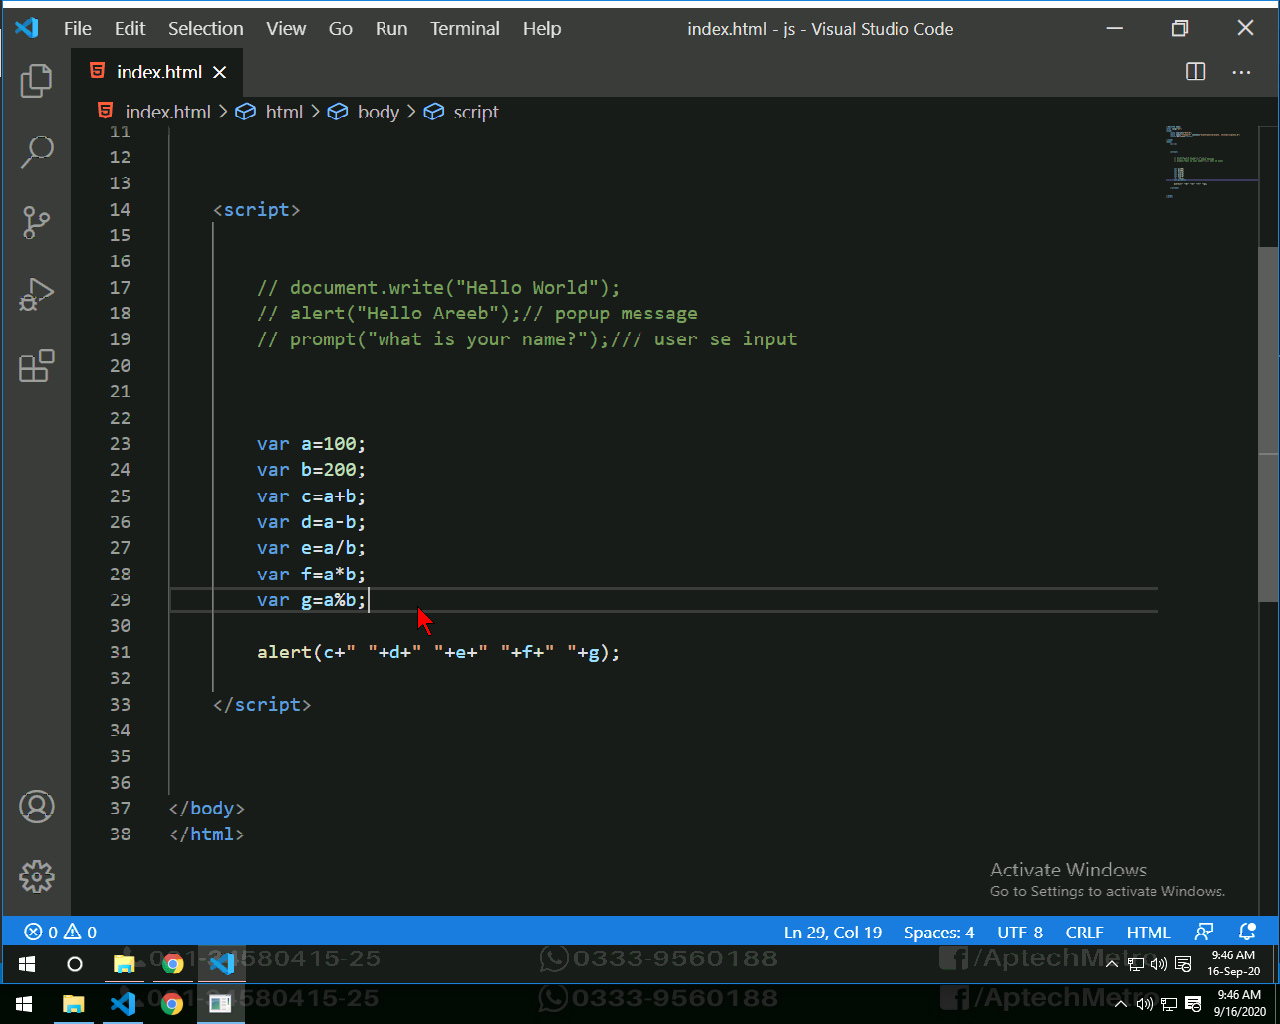 File Edit Selection View Go Run Terminal Help index.html - js - Visual Studio Code
index.html
index.html > html > body > script
11
12
13
14 <script>
15
16
17 // document.write("Hello World");
18 // alert("Hello Areeb");// popup message
19 // prompt("what is your name?");/// user se input
20
21
22
23 var a=100;
24 var b=200;
25 var c=a+b;
26 var d=a-b;
27 var e=a/b;
28 var f=a*b;
29 var g=a%b;
30
31 alert(c+" "+d+" "+e+" "+f+" "+g);
32
33 </script>
34
35
36
37 </body>
38 </html>
Activate Windows
Go to Settings to activate Windows.
0 0 Ln 29, Col 19 Spaces: 4 UTF-8 CRLF HTML
34580415-25 0333-9560188 /AptechMetro 9:46 AM
16-Sep-20
34580415-25 0333-9560188 /AptechMetro 9:46 AM
9/16/2020